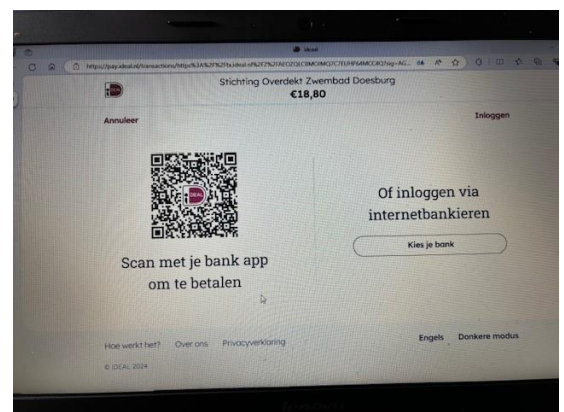 ideal
Stichting Overdekt Zwembad Doesburg
€18,80
Annuleer
Inloggen
iDEAL
Scan met je bank app
om te betalen
Of inloggen via
internetbankieren
Kies je bank
Hoe werkt het?
Over ons
Privacyverklaring
Engels
Donkere modus
© iDEAL 2024